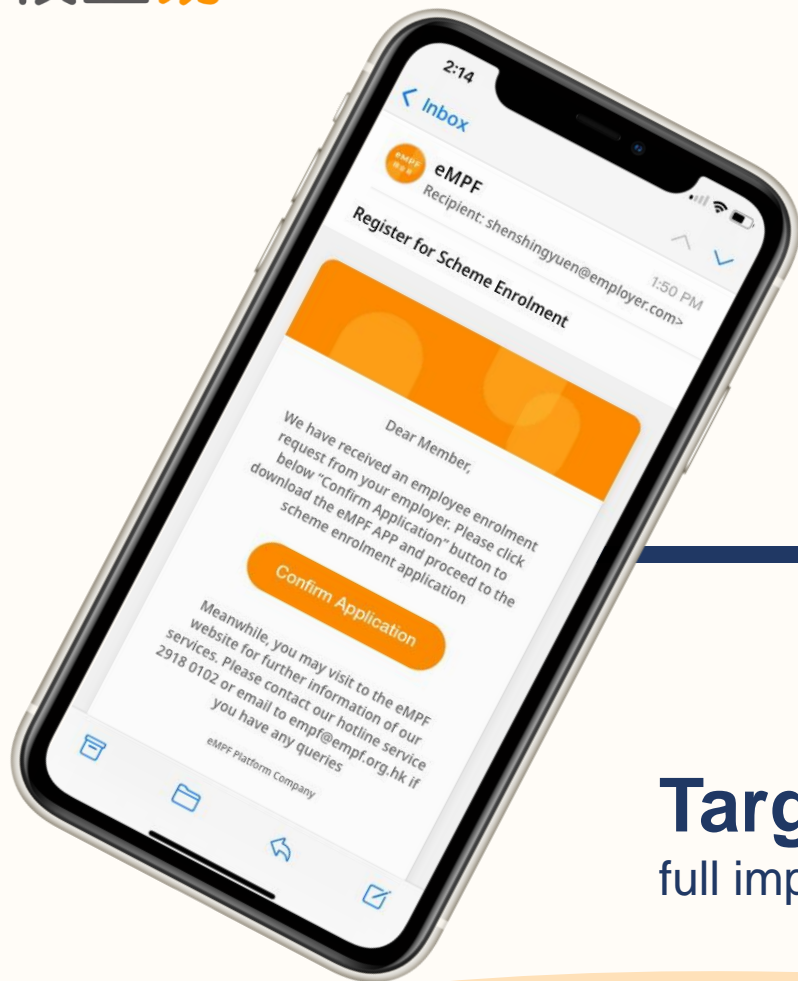 2:14
Inbox
eMPF
Recipient: shenshingyuen@employer.com>
1:50 PM
Register for Scheme Enrolment
Dear Member,
We have received an employee enrolment
request from your employer. Please click
below “Confirm Application” button to
download the eMPF APP and proceed to the
scheme enrolment application
Confirm Application
Meanwhile, you may visit to the eMPF
website for further information of our
services. Please contact our hotline service
2918 0102 or email to empf@empf.org.hk if
you have any queries
eMPF Platform Company
Targ
full imp